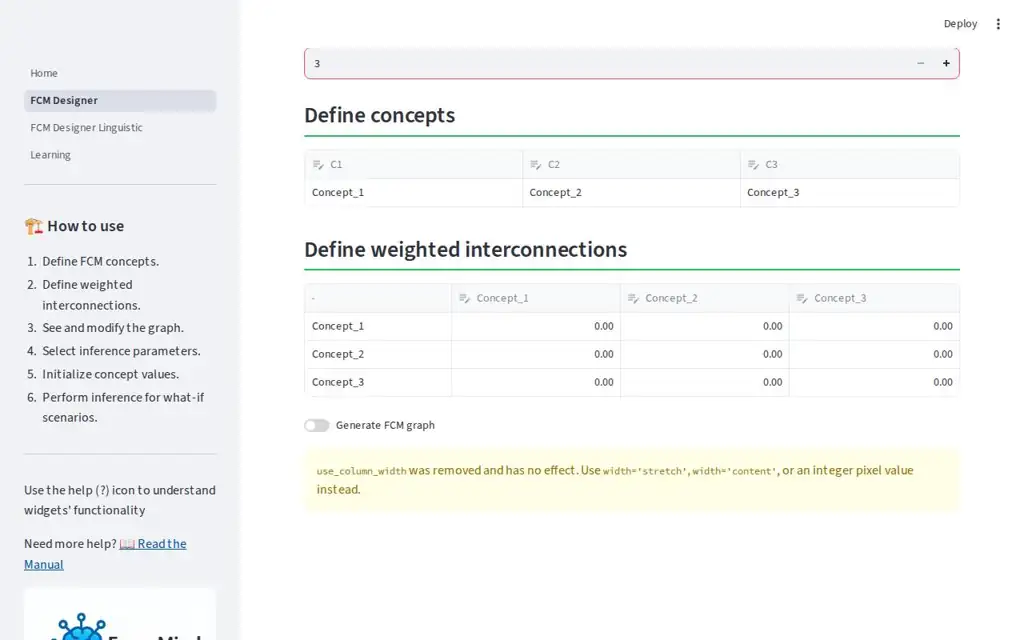 Deploy
Home
FCM Designer
FCM Designer Linguistic
Learning
🏗️ How to use
1. Define FCM concepts.
2. Define weighted
interconnections.
3. See and modify the graph.
4. Select inference parameters.
5. Initialize concept values.
6. Perform inference for what-if
scenarios.
Use the help (?) icon to understand
widgets' functionality
Need more help? 📖 Read the
Manual
3
Define concepts
C1 C2 C3
Concept_1 Concept_2 Concept_3
Define weighted interconnections
- Concept_1 Concept_2 Concept_3
Concept_1 0.00 0.00 0.00
Concept_2 0.00 0.00 0.00
Concept_3 0.00 0.00 0.00
Generate FCM graph
use_column_width was removed and has no effect. Use width='stretch', width='content', or an integer pixel value
instead.